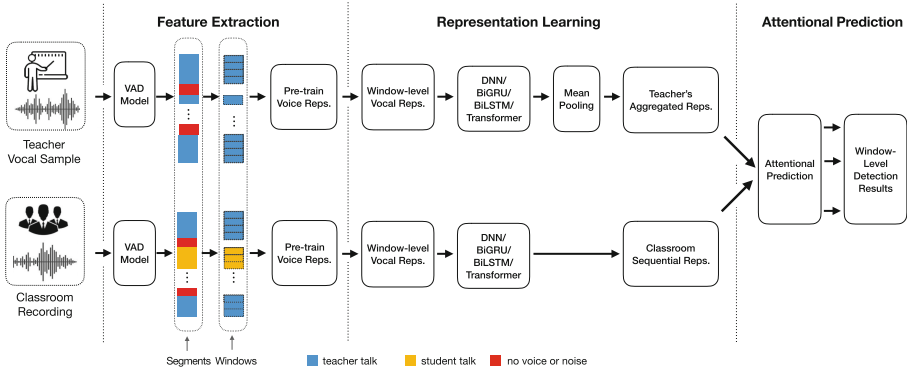 Feature Extraction
Representation Learning
Attentional Prediction
Teacher
Vocal Sample
VAD
Model
Pre-train
Voice Reps.
Window-level
Vocal Reps.
DNN/
BiGRU/
BiLSTM/
Transformer
Mean
Pooling
Teacher's
Aggregated Reps.
Attentional
Prediction
Window-
Level
Detection
Results
Classroom
Recording
VAD
Model
Pre-train
Voice Reps.
Window-level
Vocal Reps.
DNN/
BiGRU/
BiLSTM/
Transformer
Classroom
Sequential Reps.
Segments
Windows
teacher talk
student talk
no voice or noise